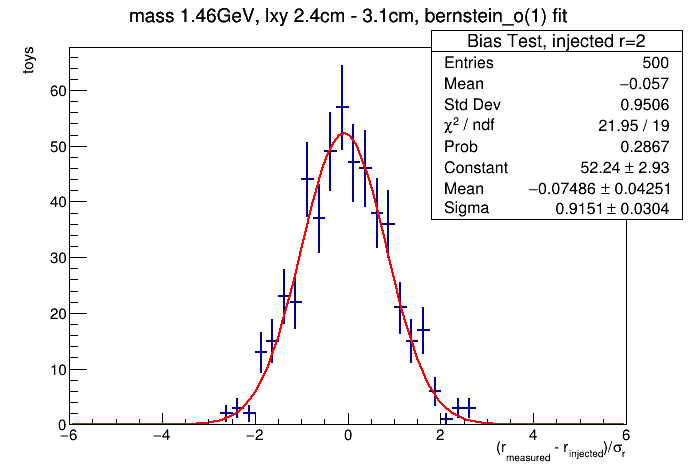 mass 1.46GeV, lxy 2.4cm - 3.1cm, bernstein_o(1) fit
Bias Test, injected r=2
Entries 500
Mean −0.057
Std Dev 0.9506
χ² / ndf 21.95 / 19
Prob 0.2867
Constant 52.24 ± 2.93
Mean −0.07486 ± 0.04251
Sigma 0.9151 ± 0.0304
toys
60
50
40
30
20
10
0
−6 −4 −2 0 2 4 6
(r_measured - r_injected)/σ_r